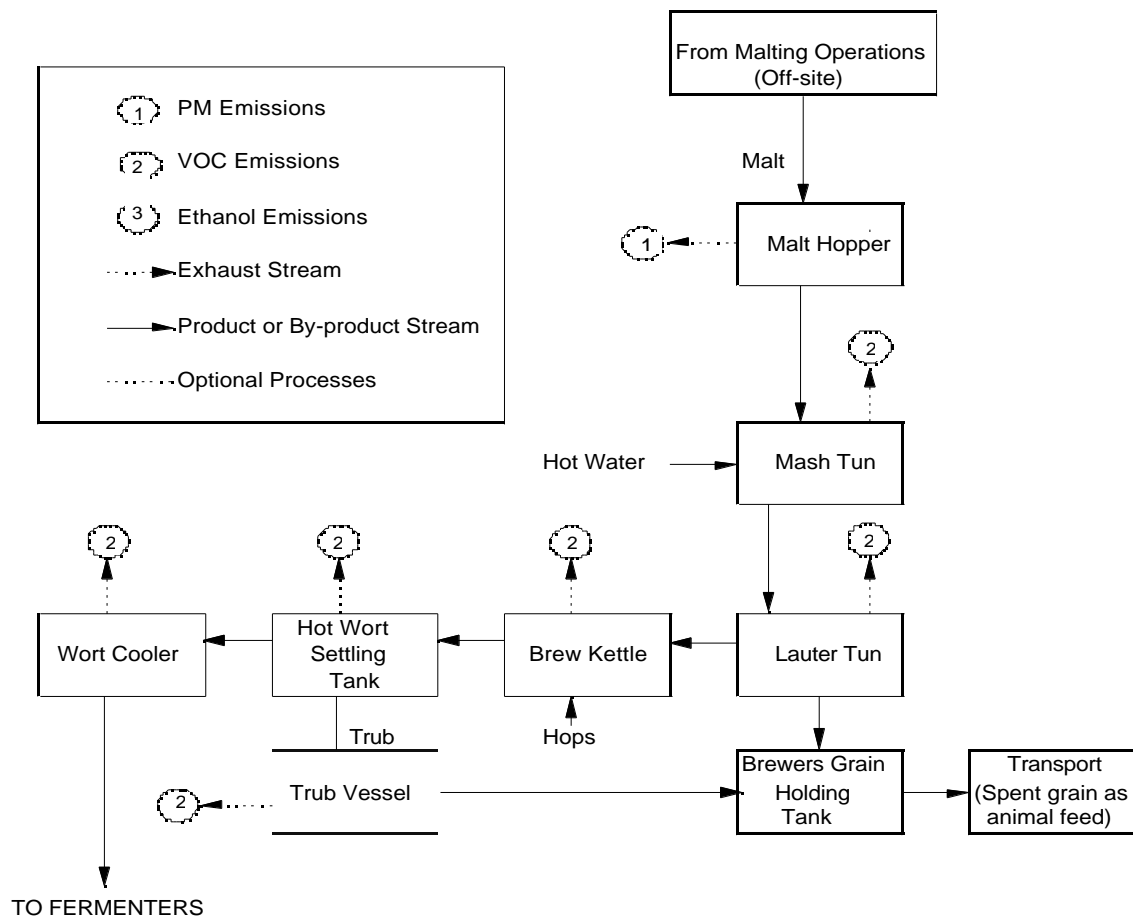 From Malting Operations
(Off-site)
1
PM Emissions
2
VOC Emissions
3
Ethanol Emissions
Exhaust Stream
Product or By-product Stream
Optional Processes
Malt
1
Malt Hopper
2
Hot Water
Mash Tun
2
2
2
2
Wort Cooler
Hot Wort
Settling
Tank
Brew Kettle
Lauter Tun
Trub
Hops
2
Trub Vessel
Brewers Grain
Holding
Tank
Transport
(Spent grain as
animal feed)
TO FERMENTERS